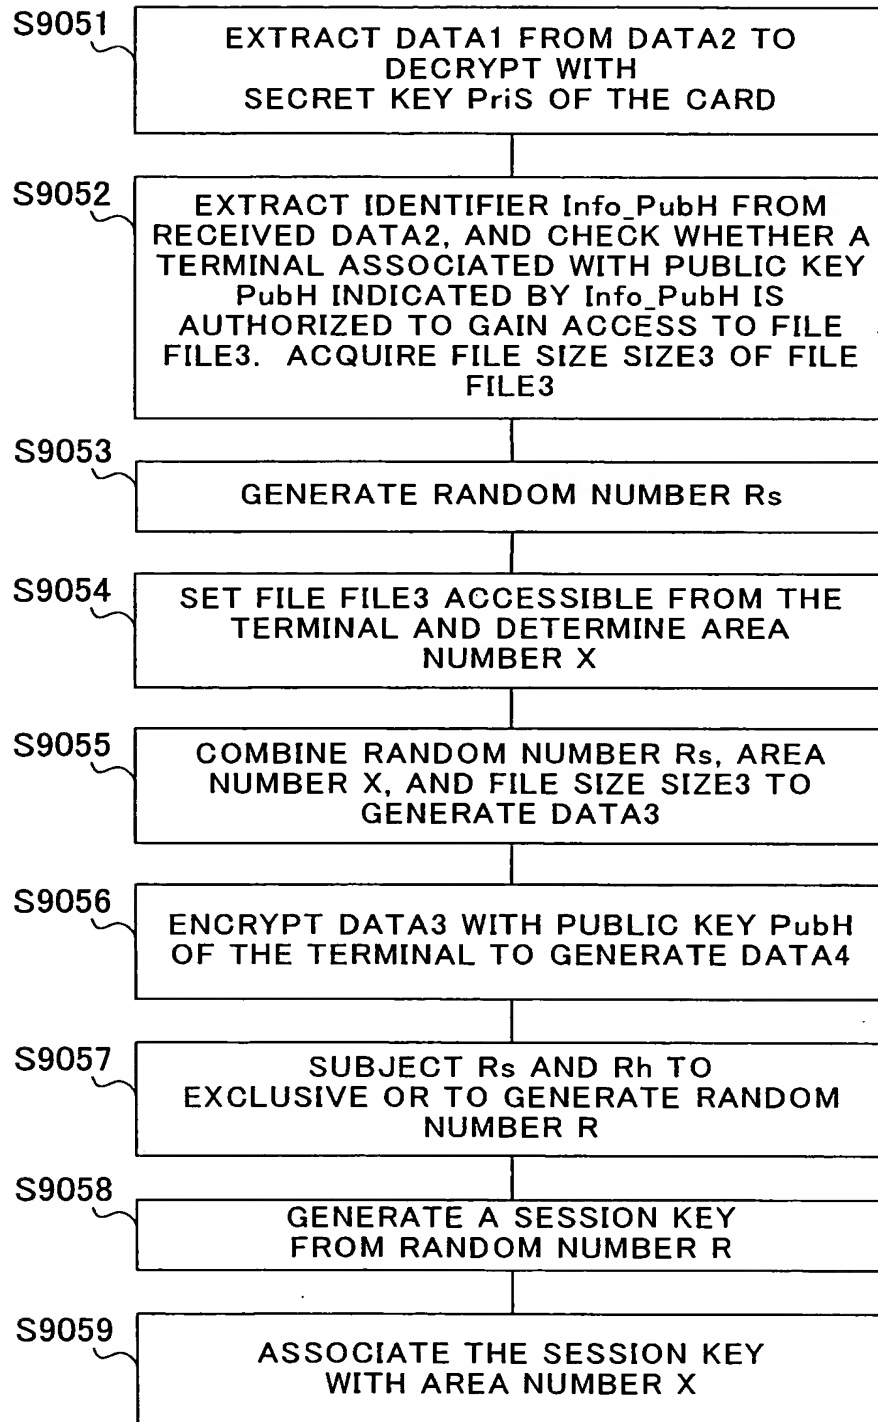 S9051
EXTRACT DATA1 FROM DATA2 TO
DECRYPT WITH
SECRET KEY PriS OF THE CARD
S9052
EXTRACT IDENTIFIER Info_PubH FROM
RECEIVED DATA2, AND CHECK WHETHER A
TERMINAL ASSOCIATED WITH PUBLIC KEY
PubH INDICATED BY Info_PubH IS
AUTHORIZED TO GAIN ACCESS TO FILE
FILE3. ACQUIRE FILE SIZE SIZE3 OF FILE
FILE3
S9053
GENERATE RANDOM NUMBER Rs
S9054
SET FILE FILE3 ACCESSIBLE FROM THE
TERMINAL AND DETERMINE AREA
NUMBER X
S9055
COMBINE RANDOM NUMBER Rs, AREA
NUMBER X, AND FILE SIZE SIZE3 TO
GENERATE DATA3
S9056
ENCRYPT DATA3 WITH PUBLIC KEY PubH
OF THE TERMINAL TO GENERATE DATA4
S9057
SUBJECT Rs AND Rh TO
EXCLUSIVE OR TO GENERATE RANDOM
NUMBER R
S9058
GENERATE A SESSION KEY
FROM RANDOM NUMBER R
S9059
ASSOCIATE THE SESSION KEY
WITH AREA NUMBER X